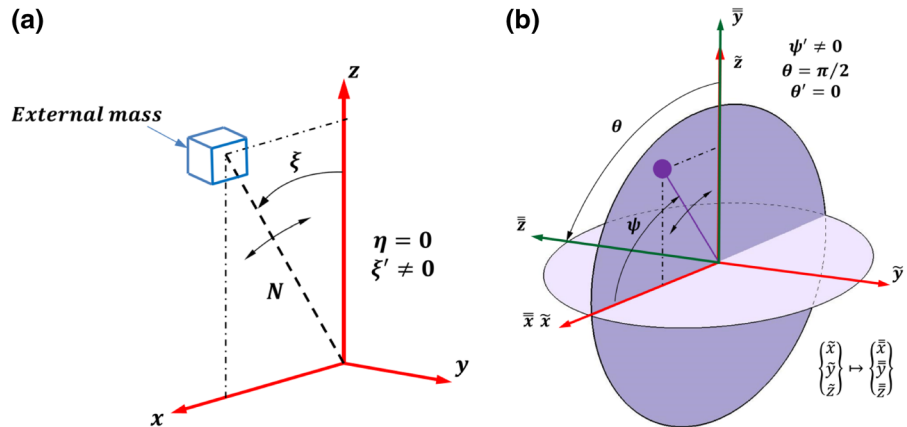 (a)
z
External mass
ξ̃
η = 0
ξ′ ≠ 0
N
x
y
(b)
y̿
z̃
ψ′ ≠ 0
θ = π/2
θ′ = 0
θ
z̿
ψ
ỹ
x̿ x̃
{x̃ ỹ z̃} ↦ {x̿ y̿ z̿}